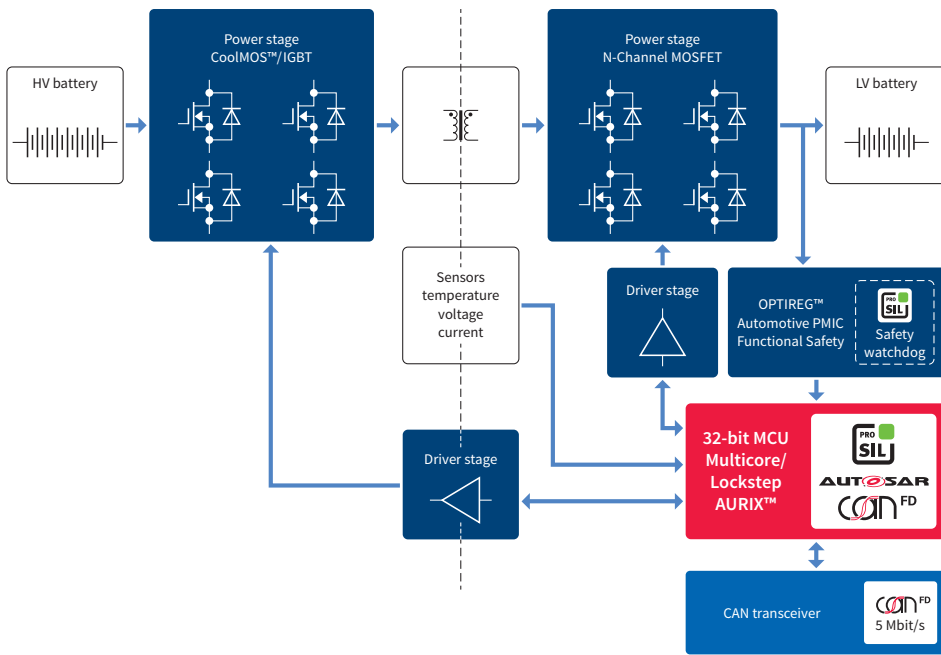 HV battery
Power stage
CoolMOS™/IGBT
Power stage
N-Channel MOSFET
LV battery
Sensors
temperature
voltage
current
Driver stage
OPTIREG™
Automotive PMIC
Functional Safety
PRO
SIL
Safety
watchdog
Driver stage
32-bit MCU
Multicore/
Lockstep
AURIX™
PRO
SIL
AUTOSAR
CAN FD
CAN transceiver
CAN FD
5 Mbit/s